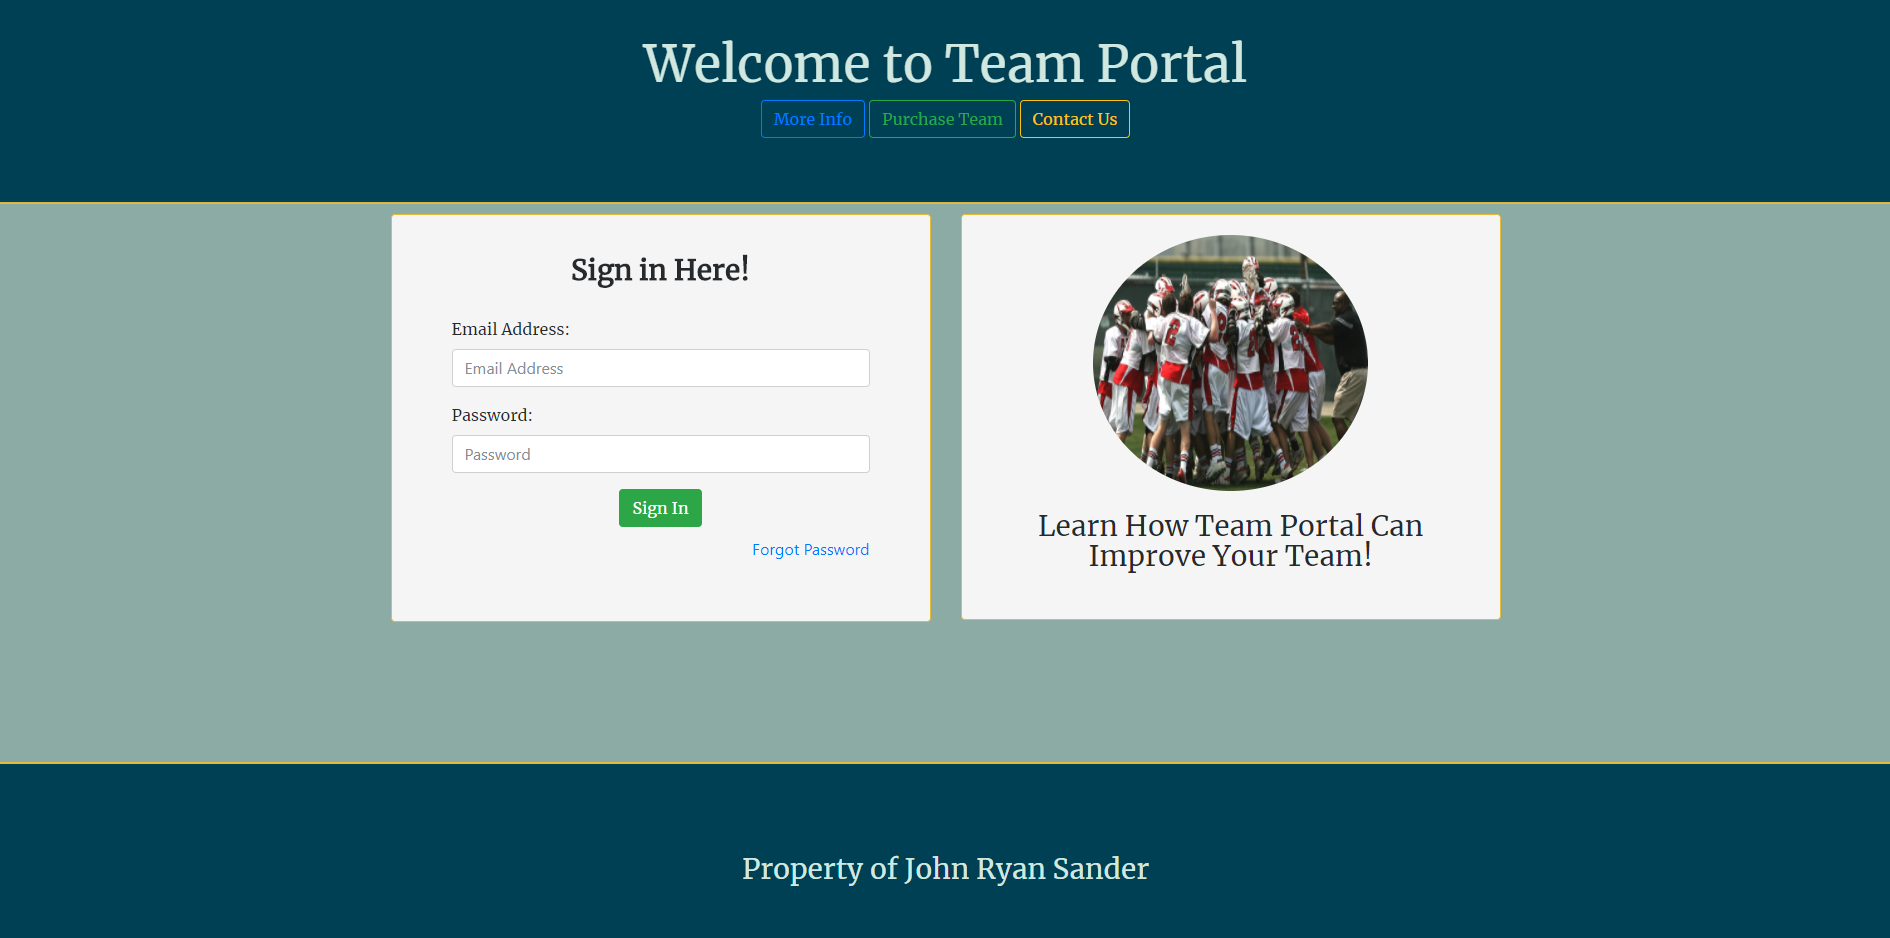 Welcome to Team Portal
More Info Purchase Team Contact Us
Sign in Here!
Email Address:
Email Address
Password:
Password
Sign In
Forgot Password
2
Learn How Team Portal Can
Improve Your Team!
Property of John Ryan Sander